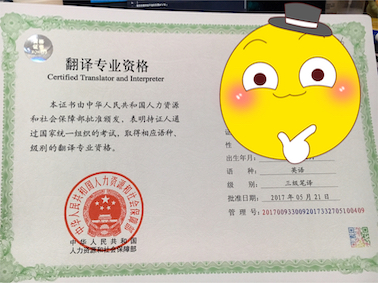 翻译专业资格
Certified Translator and Interpreter
本证书由中华人民共和国人力资源
和社会保障部批准颁发，表明持证人通
过国家统一组织的考试，取得相应语种、
级别的翻译专业资格。
中华人民共和国人力资源和社会保障部
中华人民共和国
人力资源和社会保障部
性
出生年月：
语 种： 英语
级 别： 三级笔译
批准日期： 2017 年 05 月 21 日
管 理 号：2017009330092017332705100409